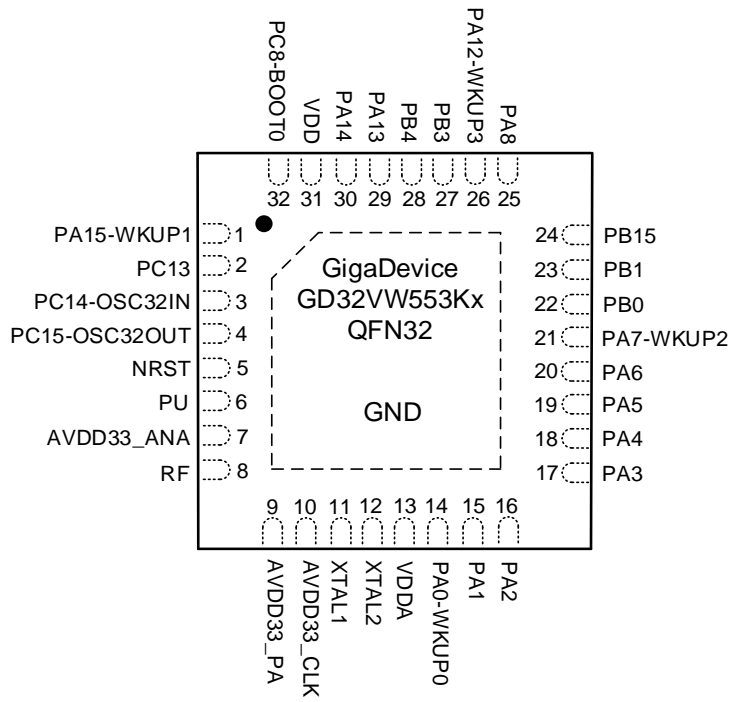 PC8-BOOT0
VDD
PA14
PA13
PB4
PB3
PA12-WKUP3
PA8
32 31 30 29 28 27 26 25
PA15-WKUP1 1
PC13 2
PC14-OSC32IN 3
PC15-OSC32OUT 4
NRST 5
PU 6
AVDD33_ANA 7
RF 8
GigaDevice
GD32VW553Kx
QFN32
GND
24 PB15
23 PB1
22 PB0
21 PA7-WKUP2
20 PA6
19 PA5
18 PA4
17 PA3
9 10 11 12 13 14 15 16
AVDD33_PA
AVDD33_CLK
XTAL1
XTAL2
VDDA
PA0-WKUP0
PA1
PA2